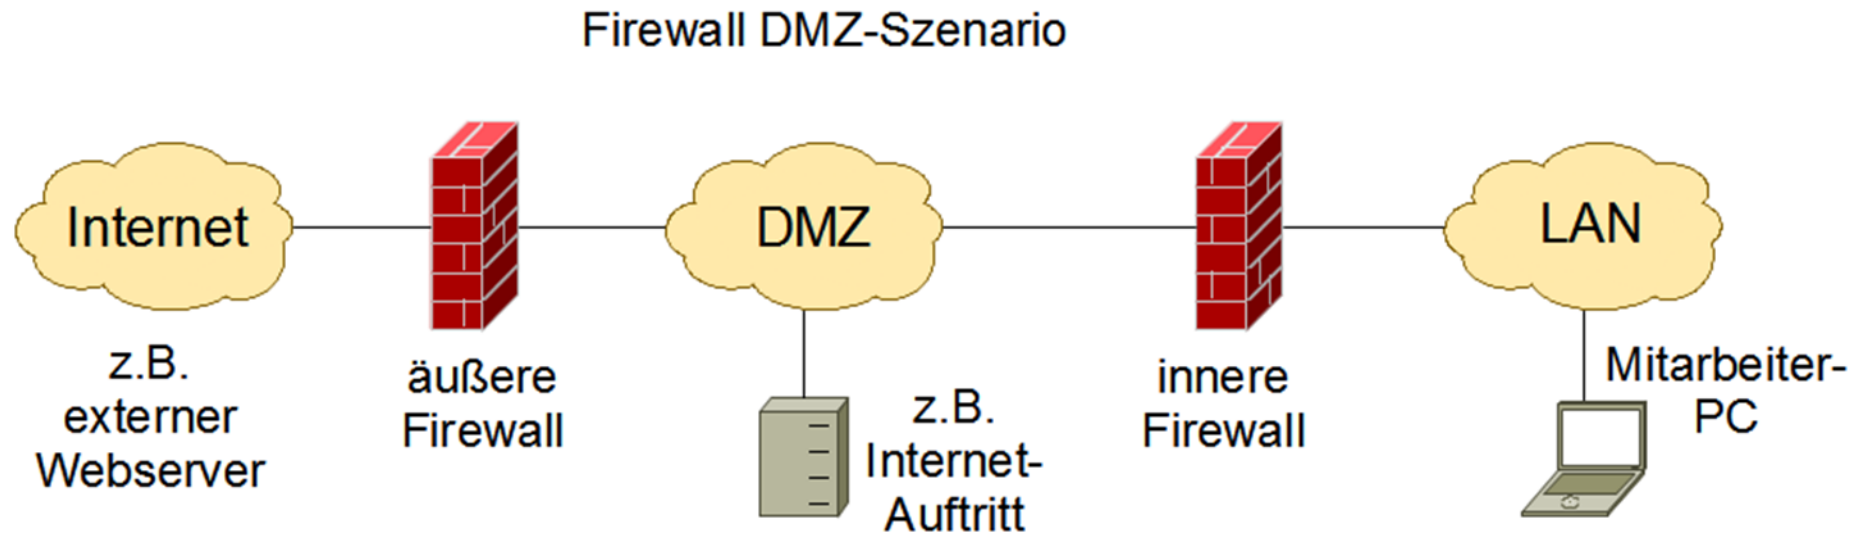 Firewall DMZ-Szenario
Internet
DMZ
LAN
z.B.
externer
Webserver
äußere
Firewall
z.B.
Internet-
Auftritt
innere
Firewall
Mitarbeiter-
PC